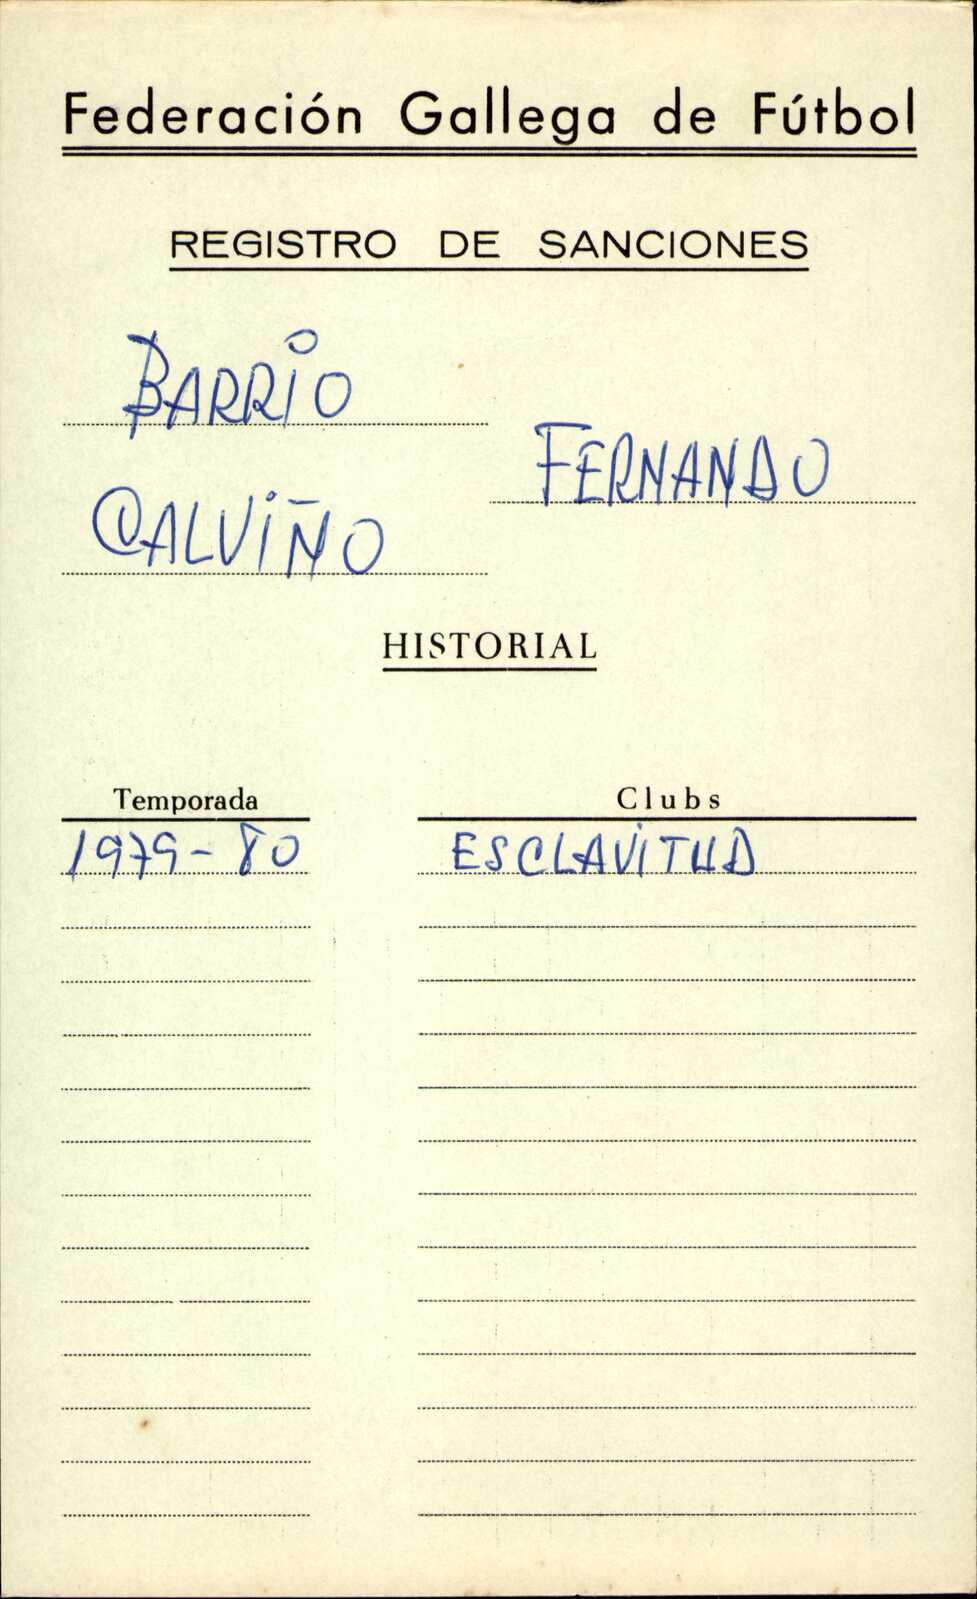 Federación Gallega de Fútbol
REGISTRO DE SANCIONES
BARRIO
FERNANDO
CALVIÑO
HISTORIAL
Temporada Clubs
1979-80 ESCLAVITUD